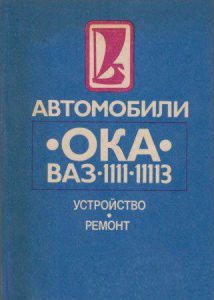 АВТОМОБИЛИ
•ОКА•
ВАЗ•1111•11113
УСТРОЙСТВО
•
РЕМОНТ